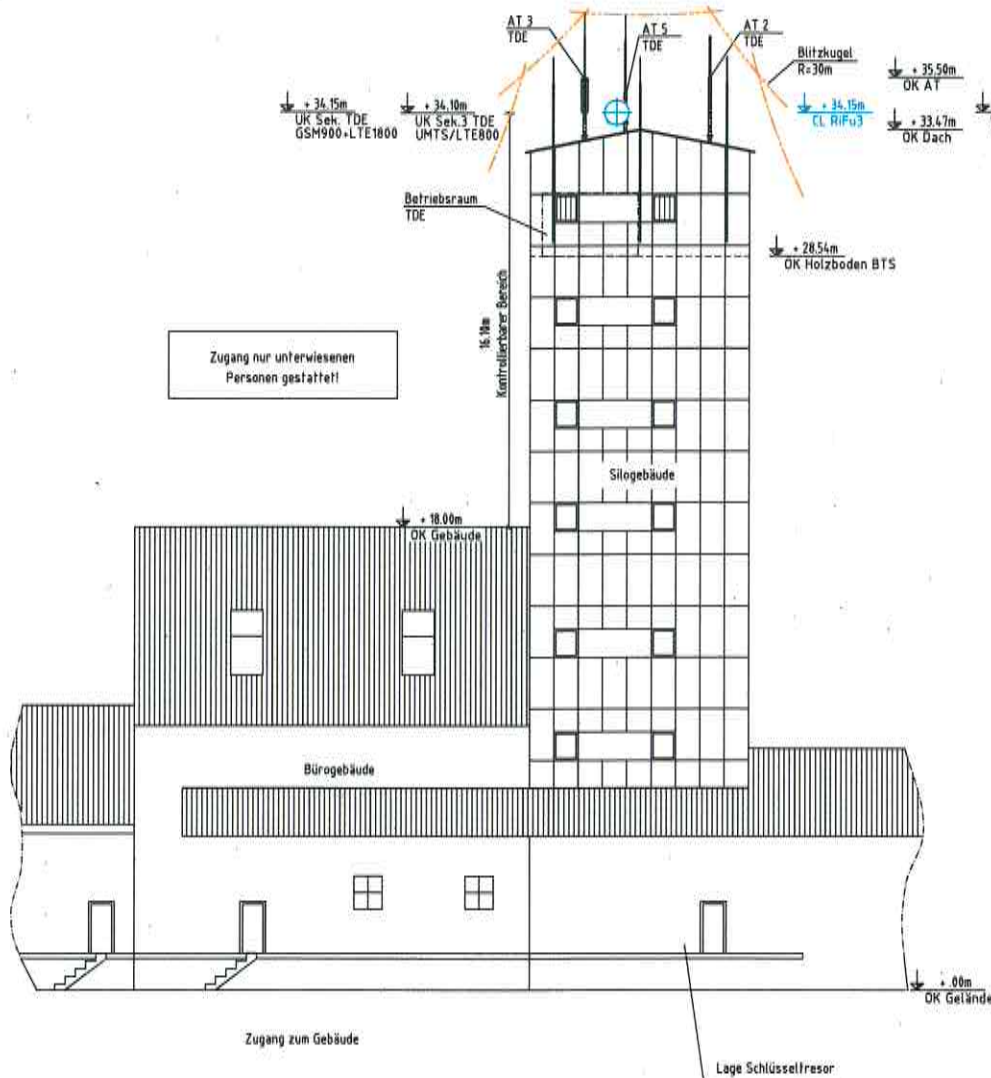 AT 3
TDE
AT 5
TDE
AT 2
TDE
Blitzkugel
R=30m
+ 35.50m
OK AT
+ 34.15m
UK Sek. TDE
GSM900+LTE1800
+ 34.10m
UK Sek.3 TDE
UMTS/LTE800
+ 34.15m
CL RiFu3
+ 33.47m
OK Dach
Betriebsraum
TDE
+ 28.54m
OK Holzboden BTS
16.10m
Kontrollierbarer Bereich
Zugang nur unterwiesenen
Personen gestattet!
Silogebäude
+ 18.00m
OK Gebäude
Bürogebäude
+ .00m
OK Gelände
Zugang zum Gebäude
Lage Schlüsseltresor